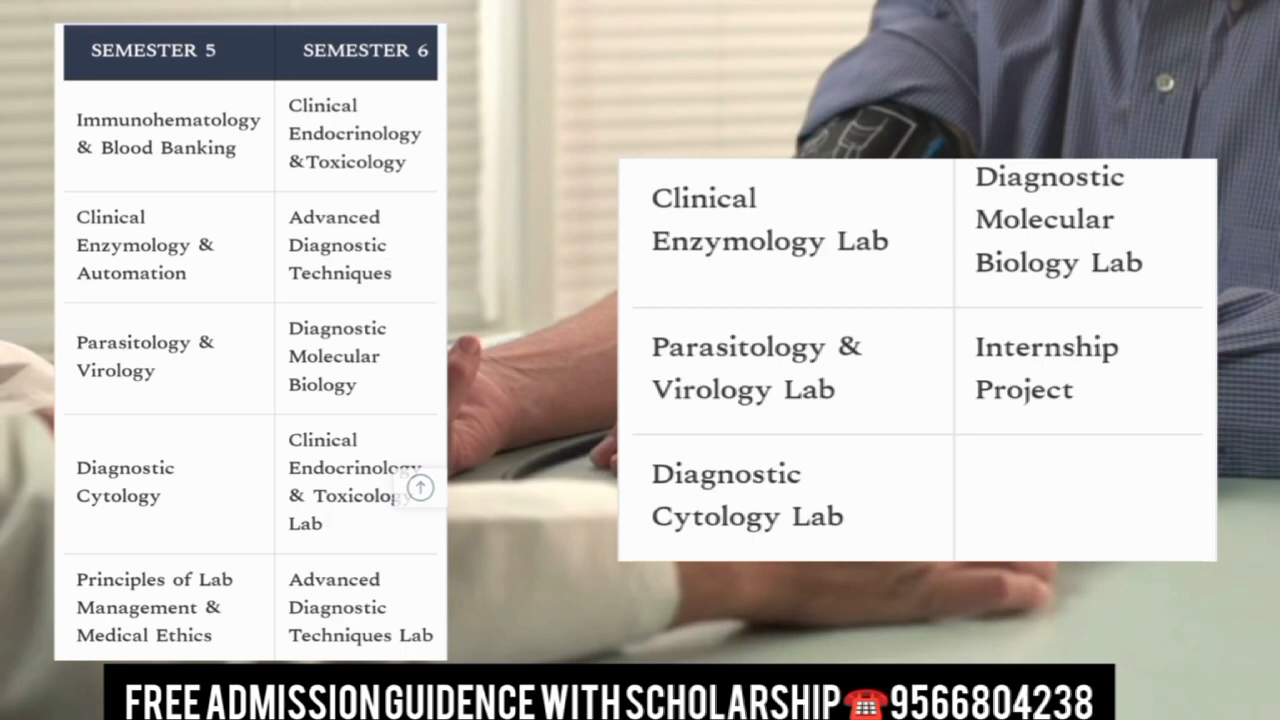 SEMESTER 5
SEMESTER 6
Immunohematology
& Blood Banking
Clinical
Endocrinology
&Toxicology
Clinical
Enzymology &
Automation
Advanced
Diagnostic
Techniques
Parasitology &
Virology
Diagnostic
Molecular
Biology
Diagnostic
Cytology
Clinical
Endocrinology
& Toxicology
Lab
Principles of Lab
Management &
Medical Ethics
Advanced
Diagnostic
Techniques Lab
Clinical
Enzymology Lab
Diagnostic
Molecular
Biology Lab
Parasitology &
Virology Lab
Internship
Project
Diagnostic
Cytology Lab
FREE ADMISSION GUIDENCE WITH SCHOLARSHIP ☎️9566804238